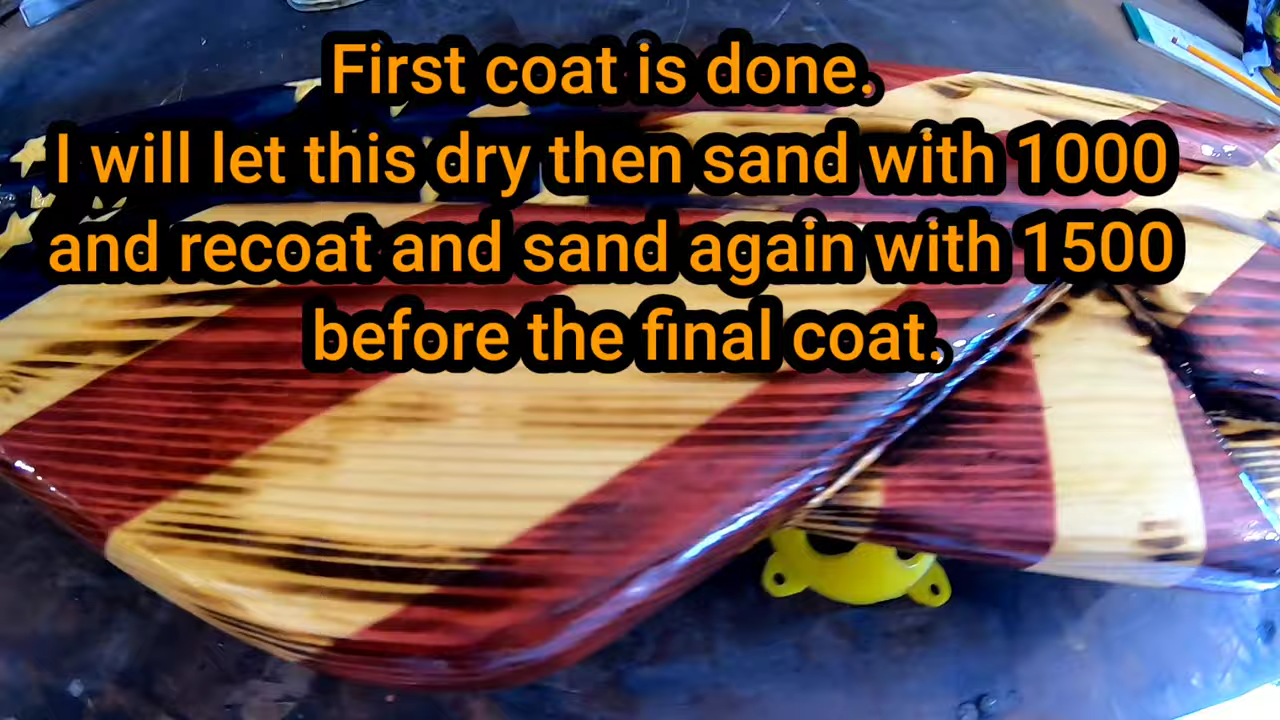 First coat is done.
I will let this dry then sand with 1000
and recoat and sand again with 1500
before the final coat.